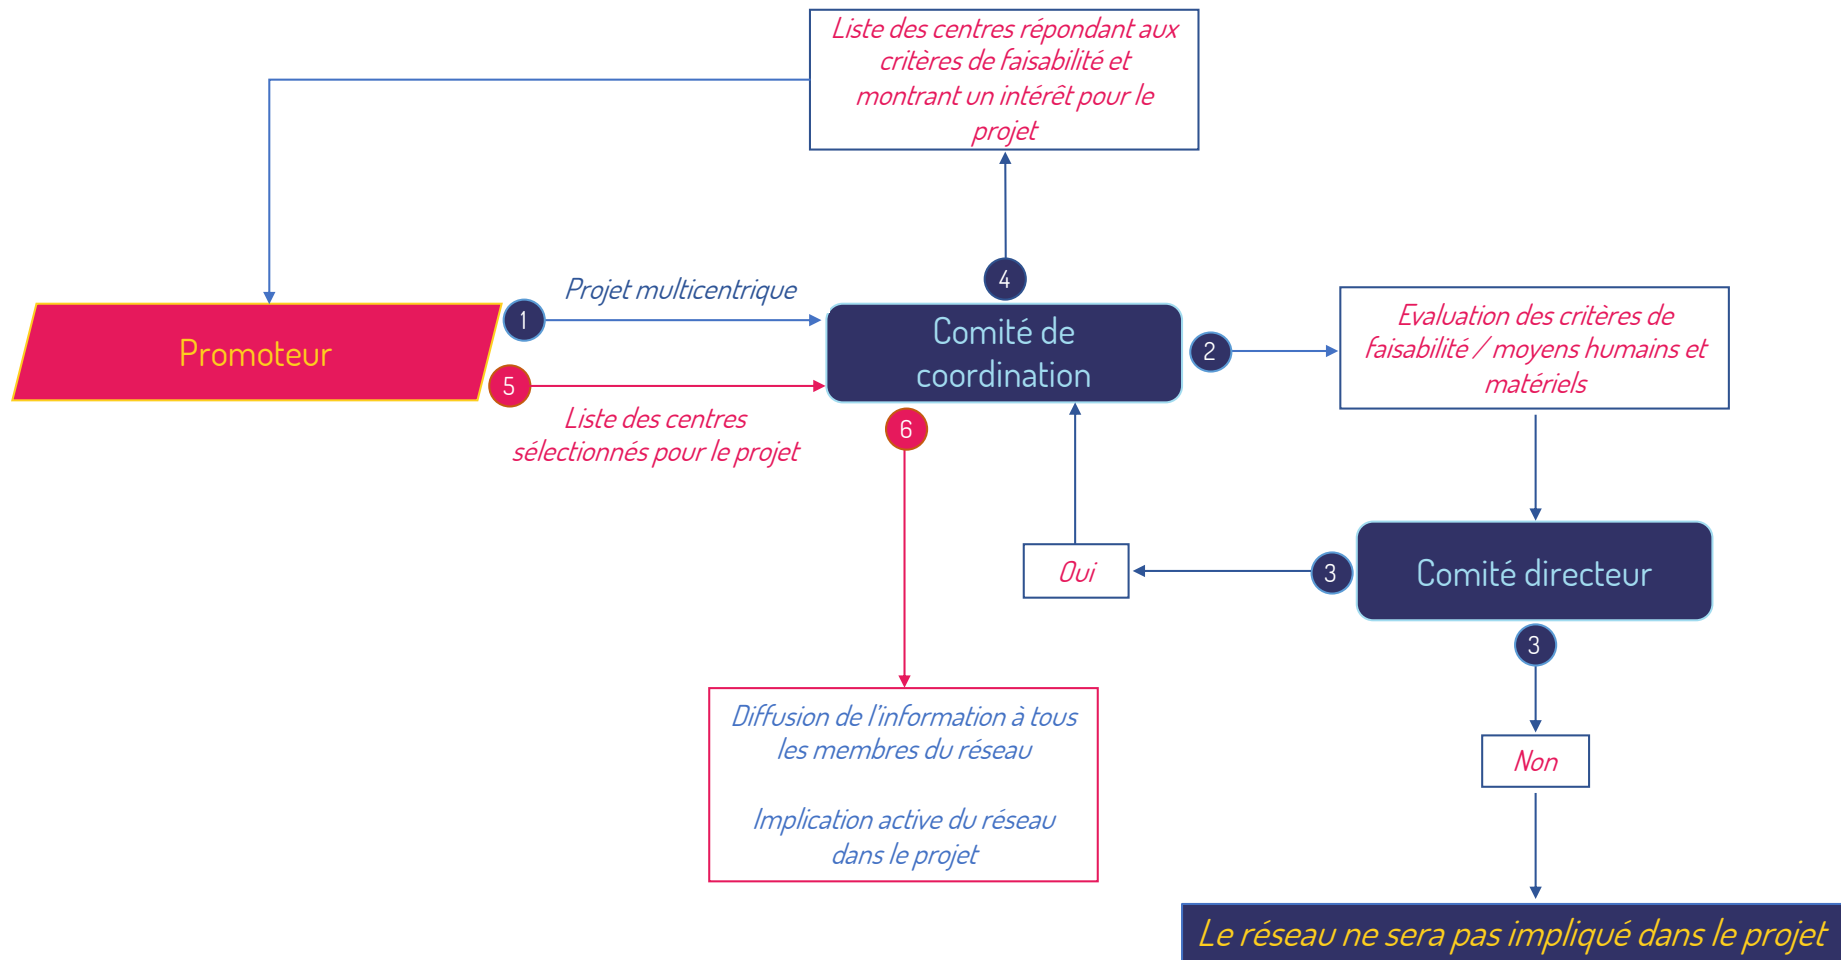 Liste des centres répondant aux
critères de faisabilité et
montrant un intérêt pour le
projet
4
Projet multicentrique
1
Promoteur
5
Liste des centres
sélectionnés pour le projet
Comité de
coordination
2
Evaluation des critères de
faisabilité / moyens humains et
matériels
6
Oui
3
Comité directeur
3
Non
Diffusion de l'information à tous
les membres du réseau
Implication active du réseau
dans le projet
Le réseau ne sera pas impliqué dans le projet